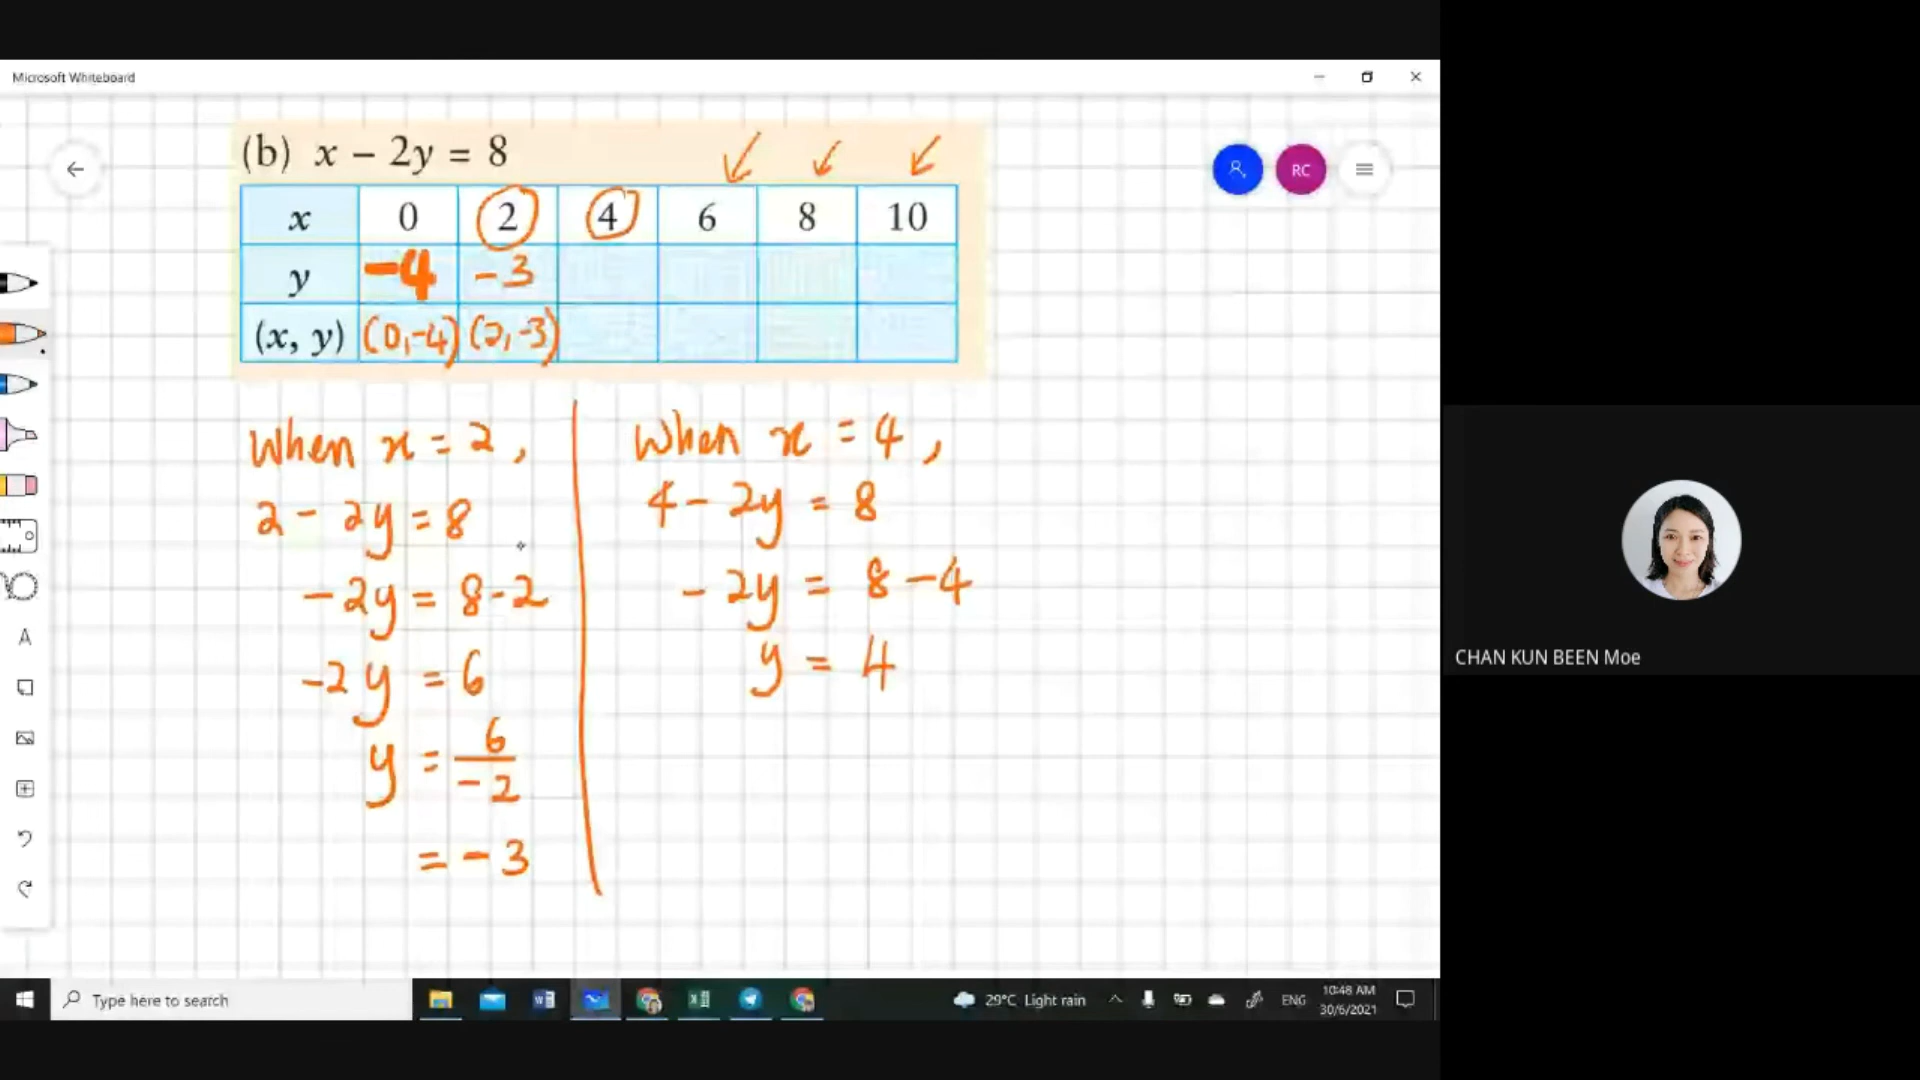 Microsoft Whiteboard
(b) x − 2y = 8
x 0 2 4 6 8 10
y -4 -3
(x, y) (0,-4) (2,-3)
RC
When x = 2,
2 - 2y = 8
-2y = 8-2
-2y = 6
y = 6/-2
= -3
When x = 4,
4 - 2y = 8
- 2y = 8 - 4
y = 4
CHAN KUN BEEN Moe
A
Type here to search
29°C Light rain
ENG
10:48 AM
30/6/2021